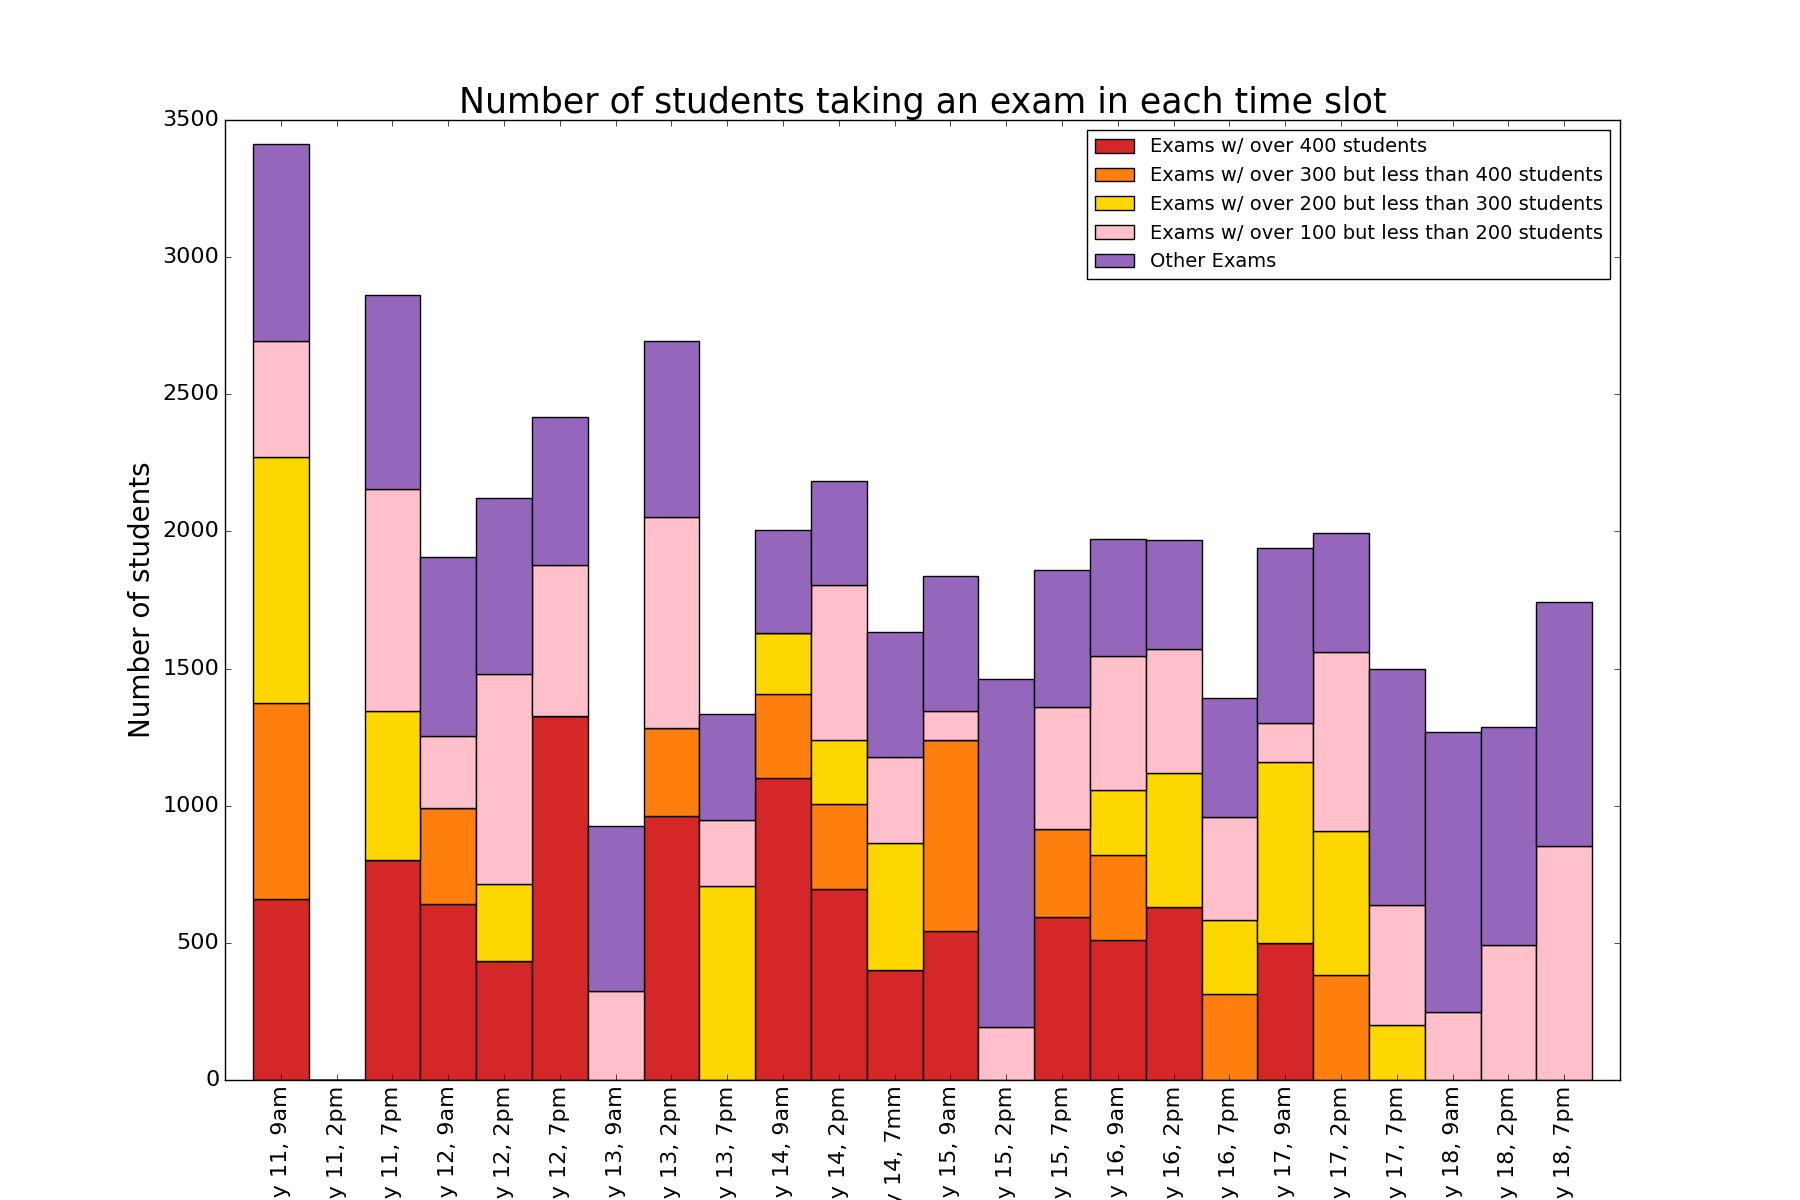 Number of students taking an exam in each time slot
Number of students
3500
3000
2500
2000
1500
1000
500
0
Exams w/ over 400 students
Exams w/ over 300 but less than 400 students
Exams w/ over 200 but less than 300 students
Exams w/ over 100 but less than 200 students
Other Exams
y 11, 9am
y 11, 2pm
y 11, 7pm
y 12, 9am
y 12, 2pm
y 12, 7pm
y 13, 9am
y 13, 2pm
y 13, 7pm
y 14, 9am
y 14, 2pm
y 14, 7mm
y 15, 9am
y 15, 2pm
y 15, 7pm
y 16, 9am
y 16, 2pm
y 16, 7pm
y 17, 9am
y 17, 2pm
y 17, 7pm
y 18, 9am
y 18, 2pm
y 18, 7pm